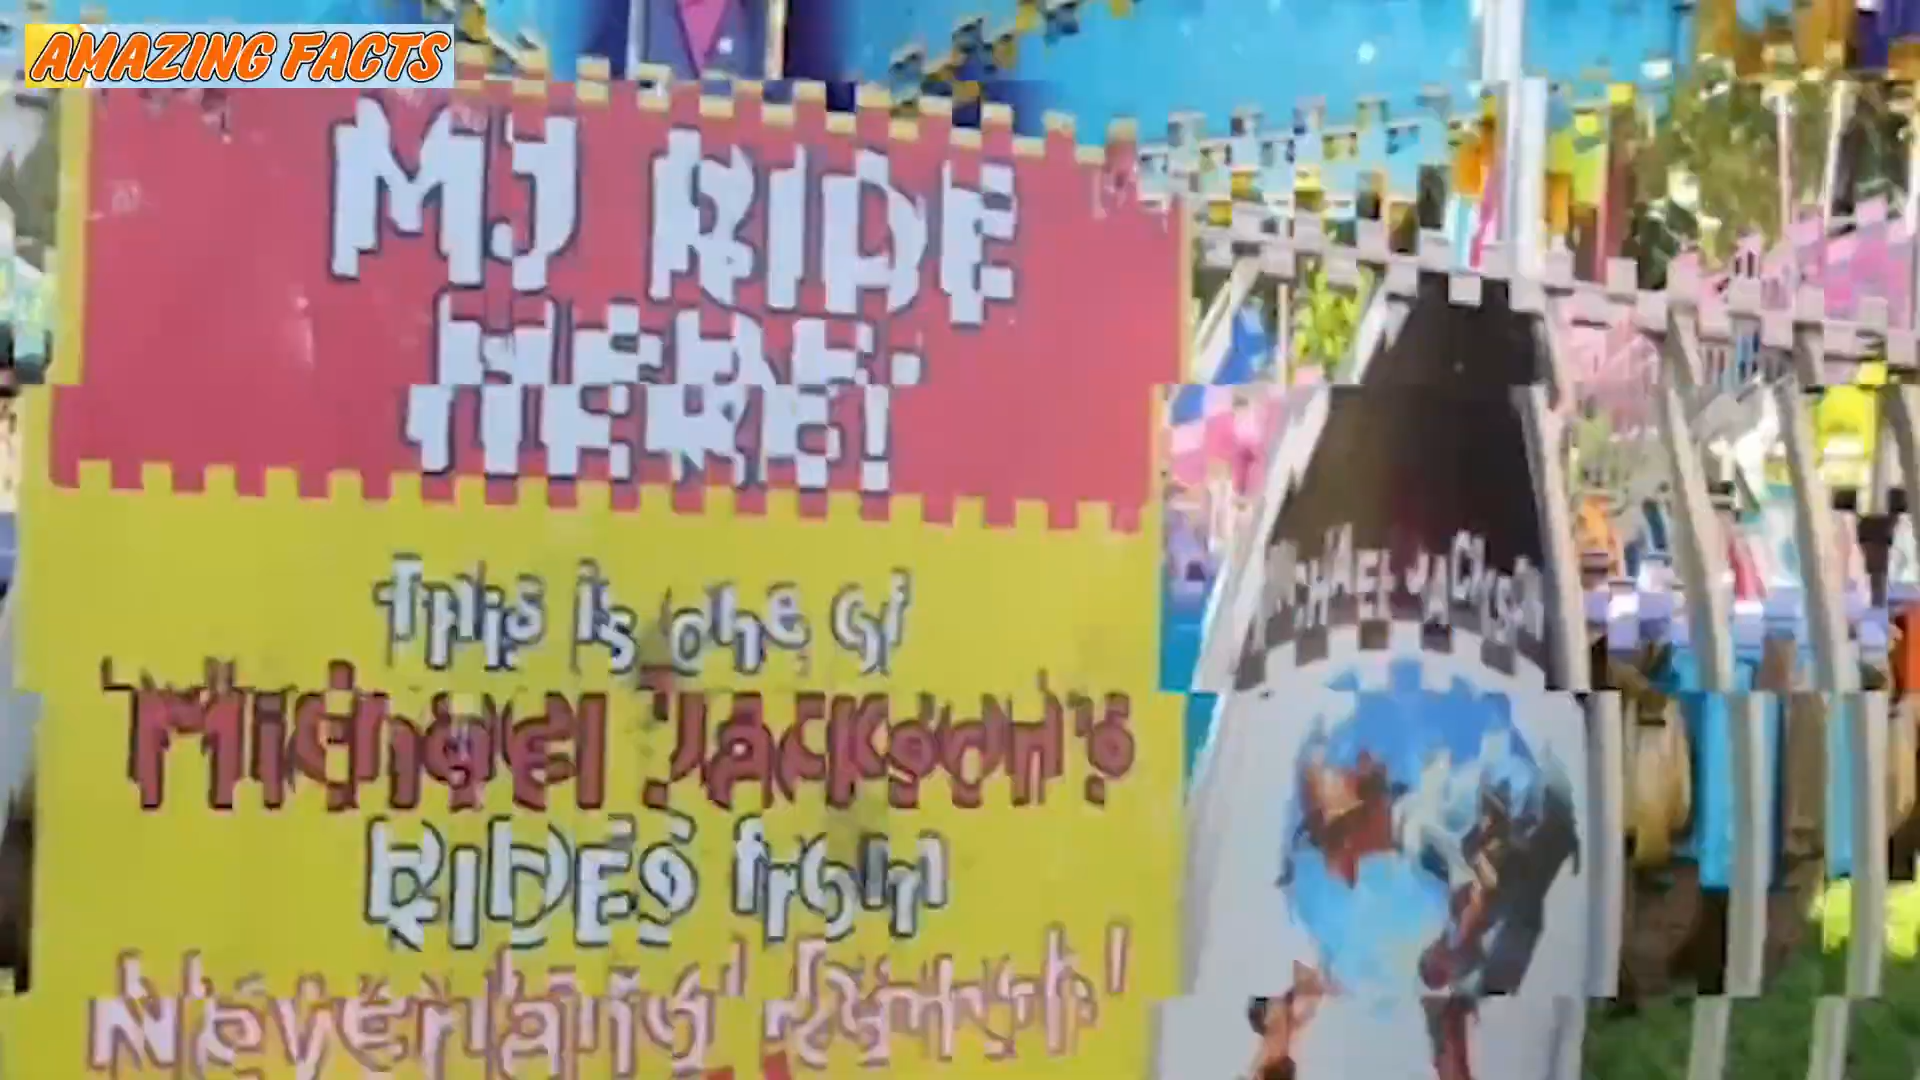 AMAZING FACTS
MJ RIDE
HERE!
This is one of
Michael Jackson's
RIDES from
Neverland Ranch!
MICHAEL JACKSON